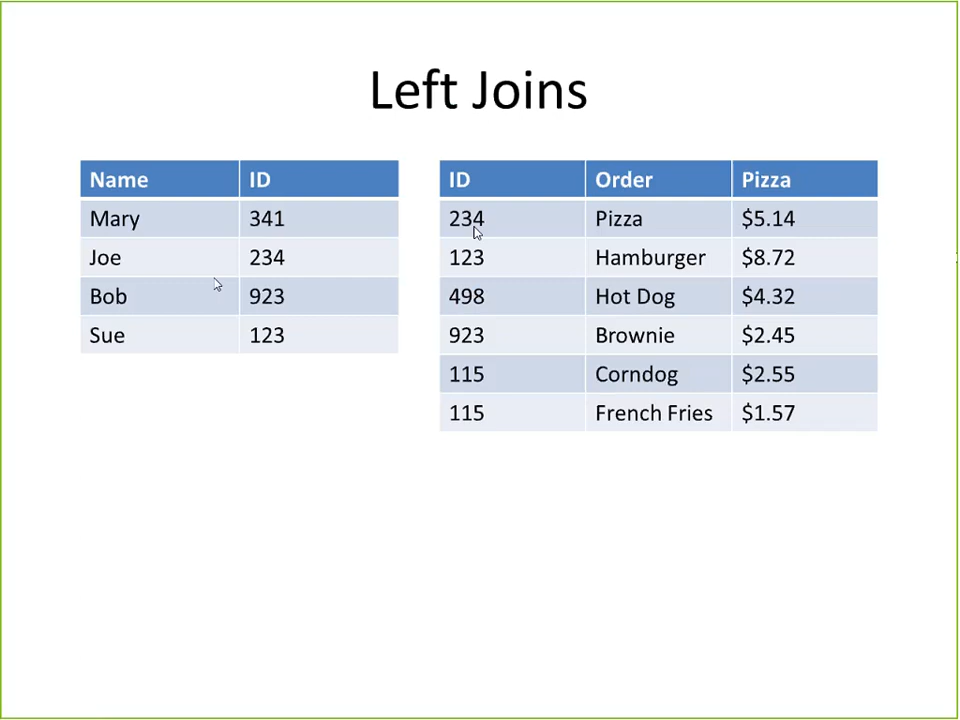 Left Joins
Name ID
Mary 341
Joe 234
Bob 923
Sue 123
ID Order Pizza
234 Pizza $5.14
123 Hamburger $8.72
498 Hot Dog $4.32
923 Brownie $2.45
115 Corndog $2.55
115 French Fries $1.57